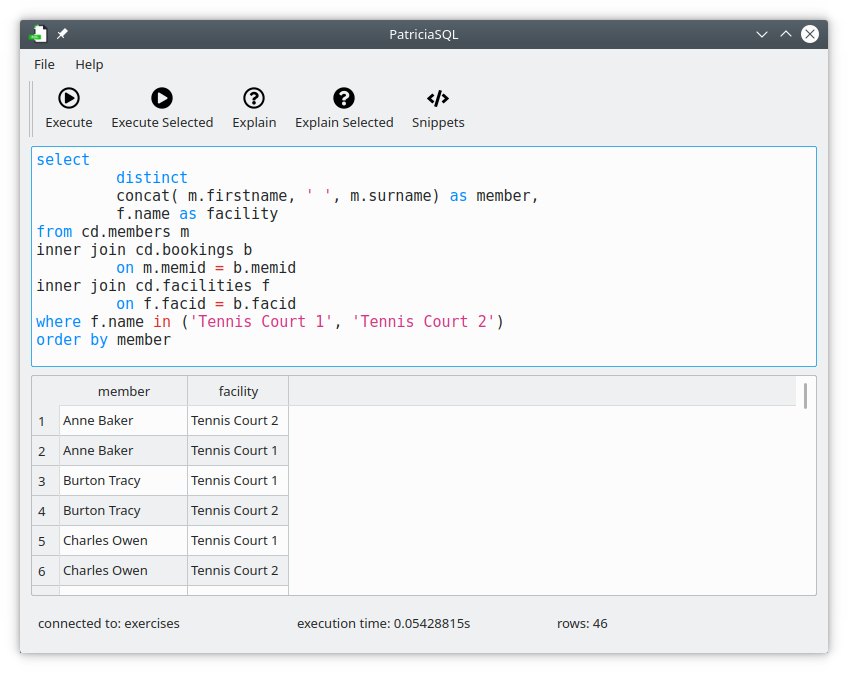 PatriciaSQL
File Help
Execute Execute Selected Explain Explain Selected Snippets
select
distinct
concat( m.firstname, ' ', m.surname) as member,
f.name as facility
from cd.members m
inner join cd.bookings b
on m.memid = b.memid
inner join cd.facilities f
on f.facid = b.facid
where f.name in ('Tennis Court 1', 'Tennis Court 2')
order by member
member facility
1 Anne Baker Tennis Court 2
2 Anne Baker Tennis Court 1
3 Burton Tracy Tennis Court 1
4 Burton Tracy Tennis Court 2
5 Charles Owen Tennis Court 1
6 Charles Owen Tennis Court 2
connected to: exercises execution time: 0.05428815s rows: 46